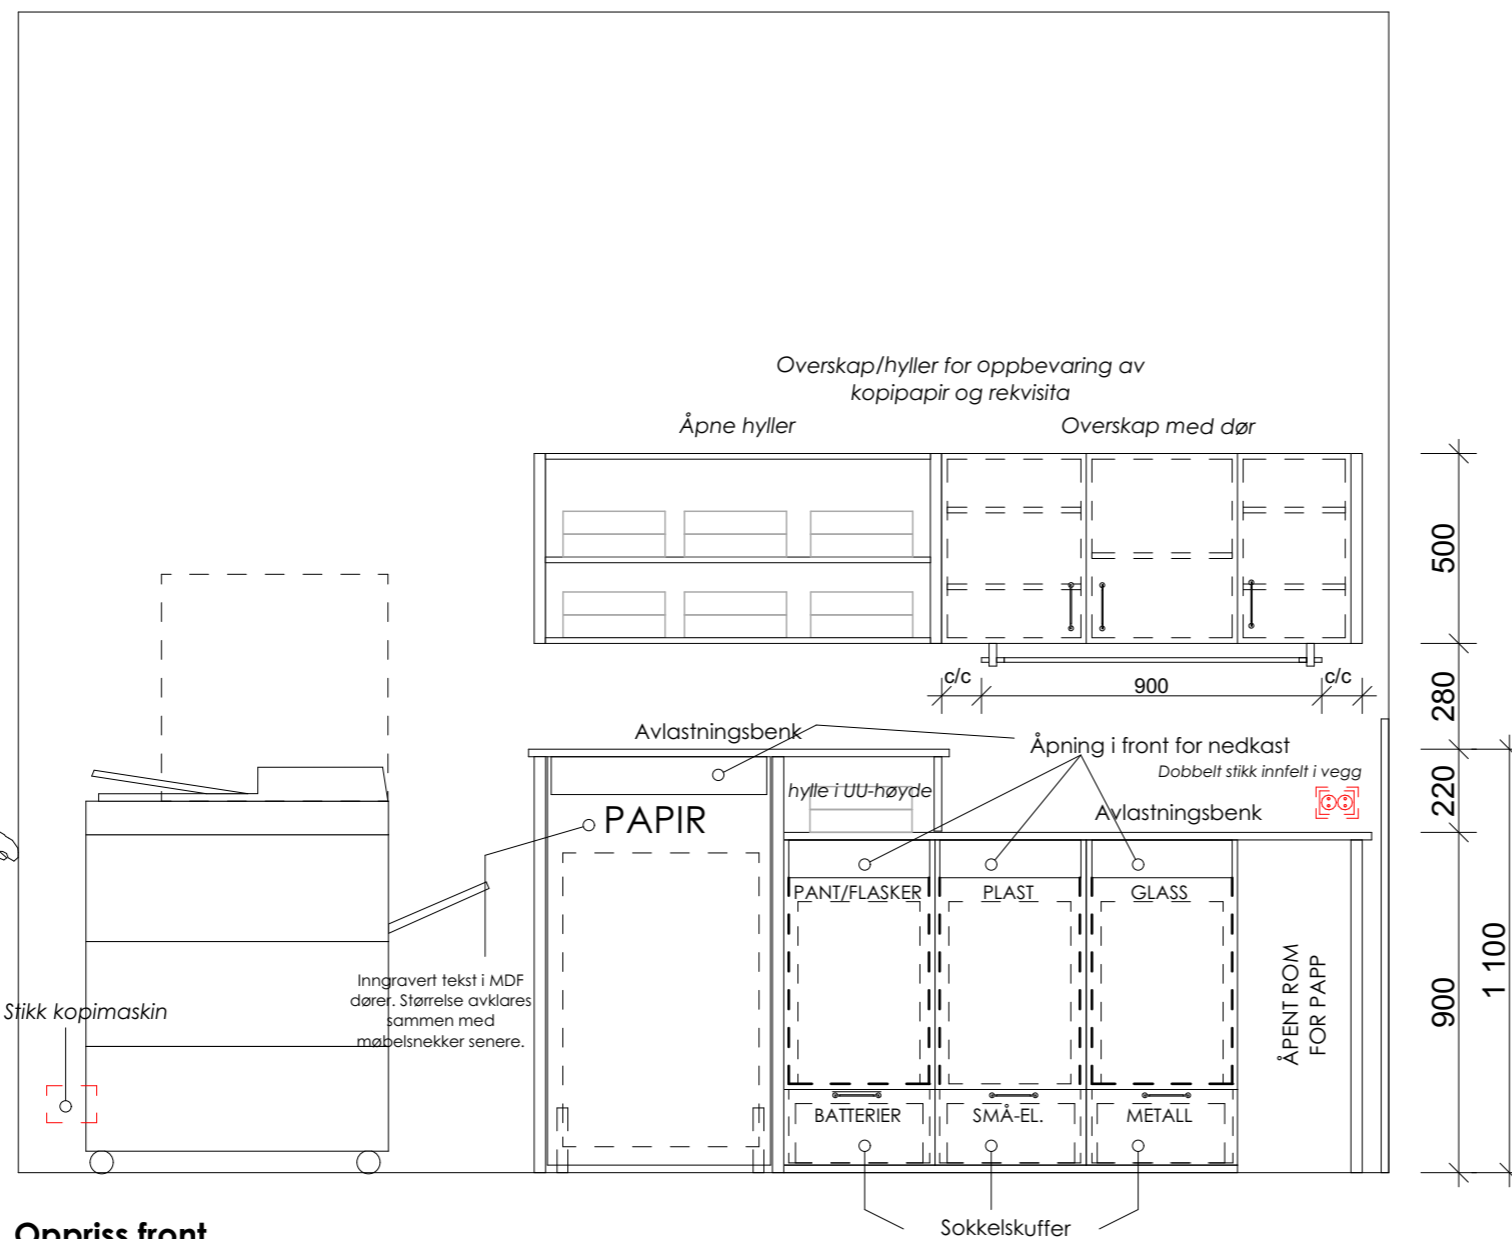 Overskap/hyller for oppbevaring av
kopipapir og rekvisita
Åpne hyller
Overskap med dør
500
c/c
900
c/c
280
Avlastningsbenk
Åpning i front for nedkast
Dobbelt stikk innfelt i vegg
hylle i UU-høyde
220
PAPIR
Avlastningsbenk
PANT/FLASKER
PLAST
GLASS
Inngravert tekst i MDF
dører. Størrelse avklares
sammen med
møbelsnekker senere.
ÅPENT ROM
FOR PAPP
900
1 100
Stikk kopimaskin
BATTERIER
SMÅ-EL.
METALL
Sokkelskuffer
Oppriss front